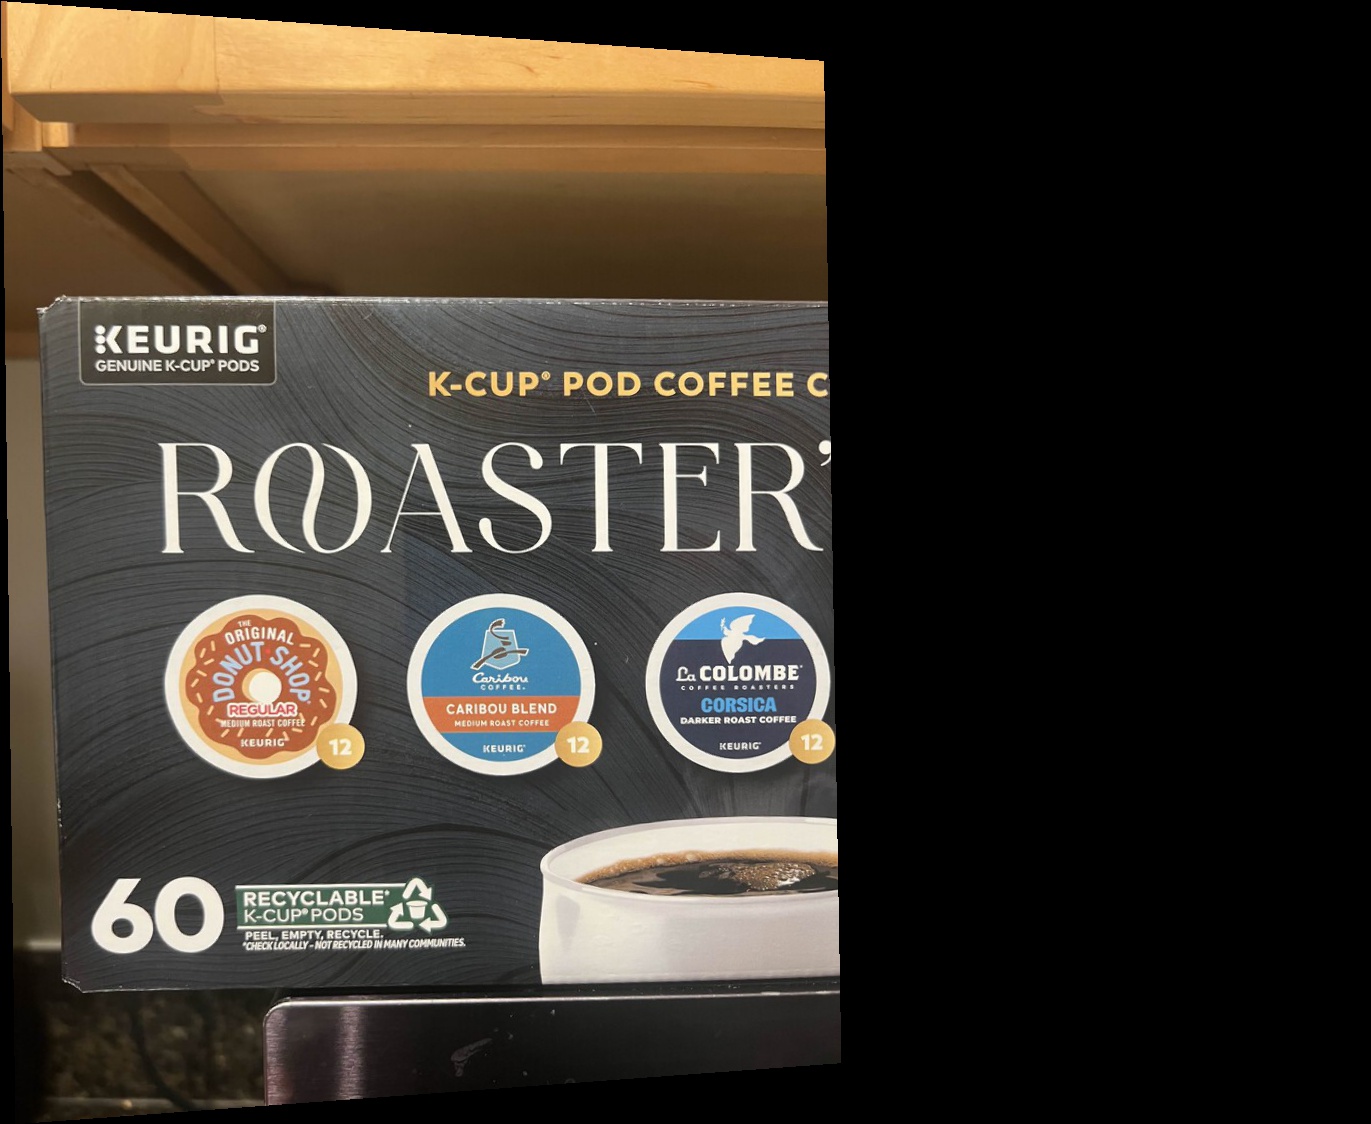 KEURIG®
GENUINE K-CUP® PODS
K-CUP® POD COFFEE C
ROASTER'
THE
ORIGINAL
DONUT SHOP®
REGULAR
MEDIUM ROAST COFFEE
KEURIG®
12
Caribou
COFFEE®
CARIBOU BLEND
MEDIUM ROAST COFFEE
KEURIG®
12
La COLOMBE®
COFFEE ROASTERS
CORSICA
DARKER ROAST COFFEE
KEURIG®
12
60
RECYCLABLE*
K-CUP® PODS
PEEL, EMPTY, RECYCLE.
*CHECK LOCALLY - NOT RECYCLED IN MANY COMMUNITIES.